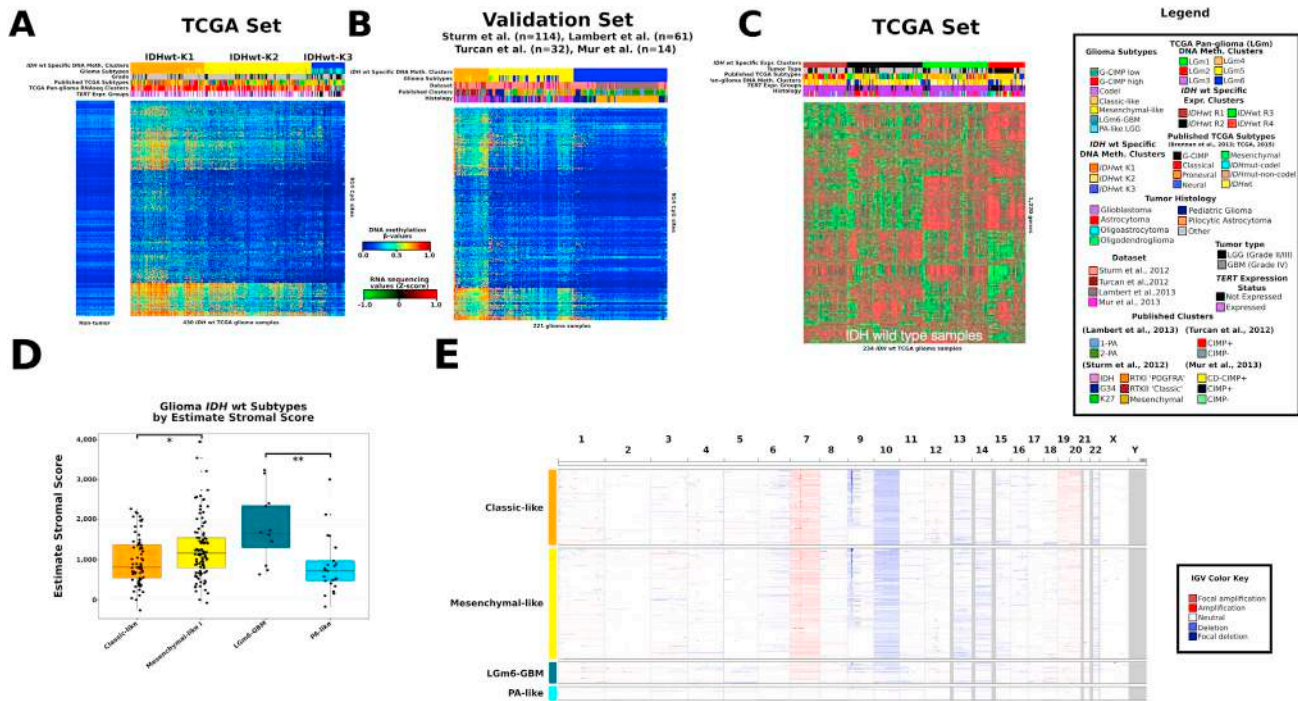 A
TCGA Set
IDHwt-K1
IDHwt-K2
IDHwt-K3
IDH wt Specific DNA Meth. Clusters
Glioma Subtypes
Grade
Published TCGA Subtypes
TCGA Pan-glioma RNAseq Clusters
TERT Expr. Groups
914 CpG sites
Non-tumor
430 IDH wt TCGA glioma samples
DNA methylation
β-values
0.0
0.5
1.0
RNA sequencing
values (Z-score)
-1.0
0.0
1.0
B
Validation Set
Sturm et al. (n=114), Lambert et al. (n=61)
Turcan et al. (n=32), Mur et al. (n=14)
IDH wt Specific DNA Meth. Clusters
Glioma Subtypes
Dataset
Published Clusters
Histology
914 CpG sites
221 glioma samples
C
TCGA Set
IDH wt Specific Expr. Clusters
Tumor Type
Published TCGA Subtypes
Pan-glioma DNA Meth. Clusters
TERT Expr. Groups
Histology
IDH wild type samples
234 IDH wt TCGA glioma samples
Legend
Glioma Subtypes
G-CIMP low
G-CIMP high
Codel
Classic-like
Mesenchymal-like
LGm6-GBM
PA-like LGG
TCGA Pan-glioma (LGm)
DNA Meth. Clusters
LGm1
LGm4
LGm2
LGm5
LGm3
LGm6
IDH wt Specific
Expr. Clusters
IDHwt R1
IDHwt R3
IDHwt R2
IDHwt R4
IDH wt Specific
DNA Meth. Clusters
IDHwt K1
IDHwt K2
IDHwt K3
Published TCGA Subtypes
(Brennan et al., 2013; TCGA, 2015)
G-CIMP
Mesenchymal
Classical
IDHmut-codel
Proneural
IDHmut-non-codel
Neural
IDHwt
Tumor Histology
Glioblestoma
Pediatric Glioma
Astrocytoma
Pilocytic Astrocytoma
Oligoastrocytoma
Other
Oligodendroglioma
Dataset
Sturm et al., 2012
Turcan et al.,2012
Lambert et al.,2013
Mur et al., 2013
Tumor type
LGG (Grade II/III)
GBM (Grade IV)
TERT Expression
Status
Not Expressed
Expressed
Published Clusters
(Lambert et al., 2013)
1-PA
2-PA
(Turcan et al., 2012)
CIMP+
CIMP-
(Sturm et al., 2012)
IDH
RTKI 'PDGFRA'
G34
RTKII 'Classic'
K27
Mesenchymal
(Mur et al., 2013)
CD-CIMP+
CIMP+
CIMP-
D
Glioma IDH wt Subtypes
by Estimate Stromal Score
Estimate Stromal Score
4,000
3,000
2,000
1,000
0
*
**
Classic-like
Mesenchymal-like
LGm6-GBM
PA-like
E
1 3 5 7 9 11 13 15 17 19 21 X
2 4 6 8 10 12 14 16 18 20 22 Y
Classic-like
Mesenchymal-like
LGm6-GBM
PA-like
IGV Color Key
Focal amplification
Amplification
Neutral
Deletion
Focal deletion